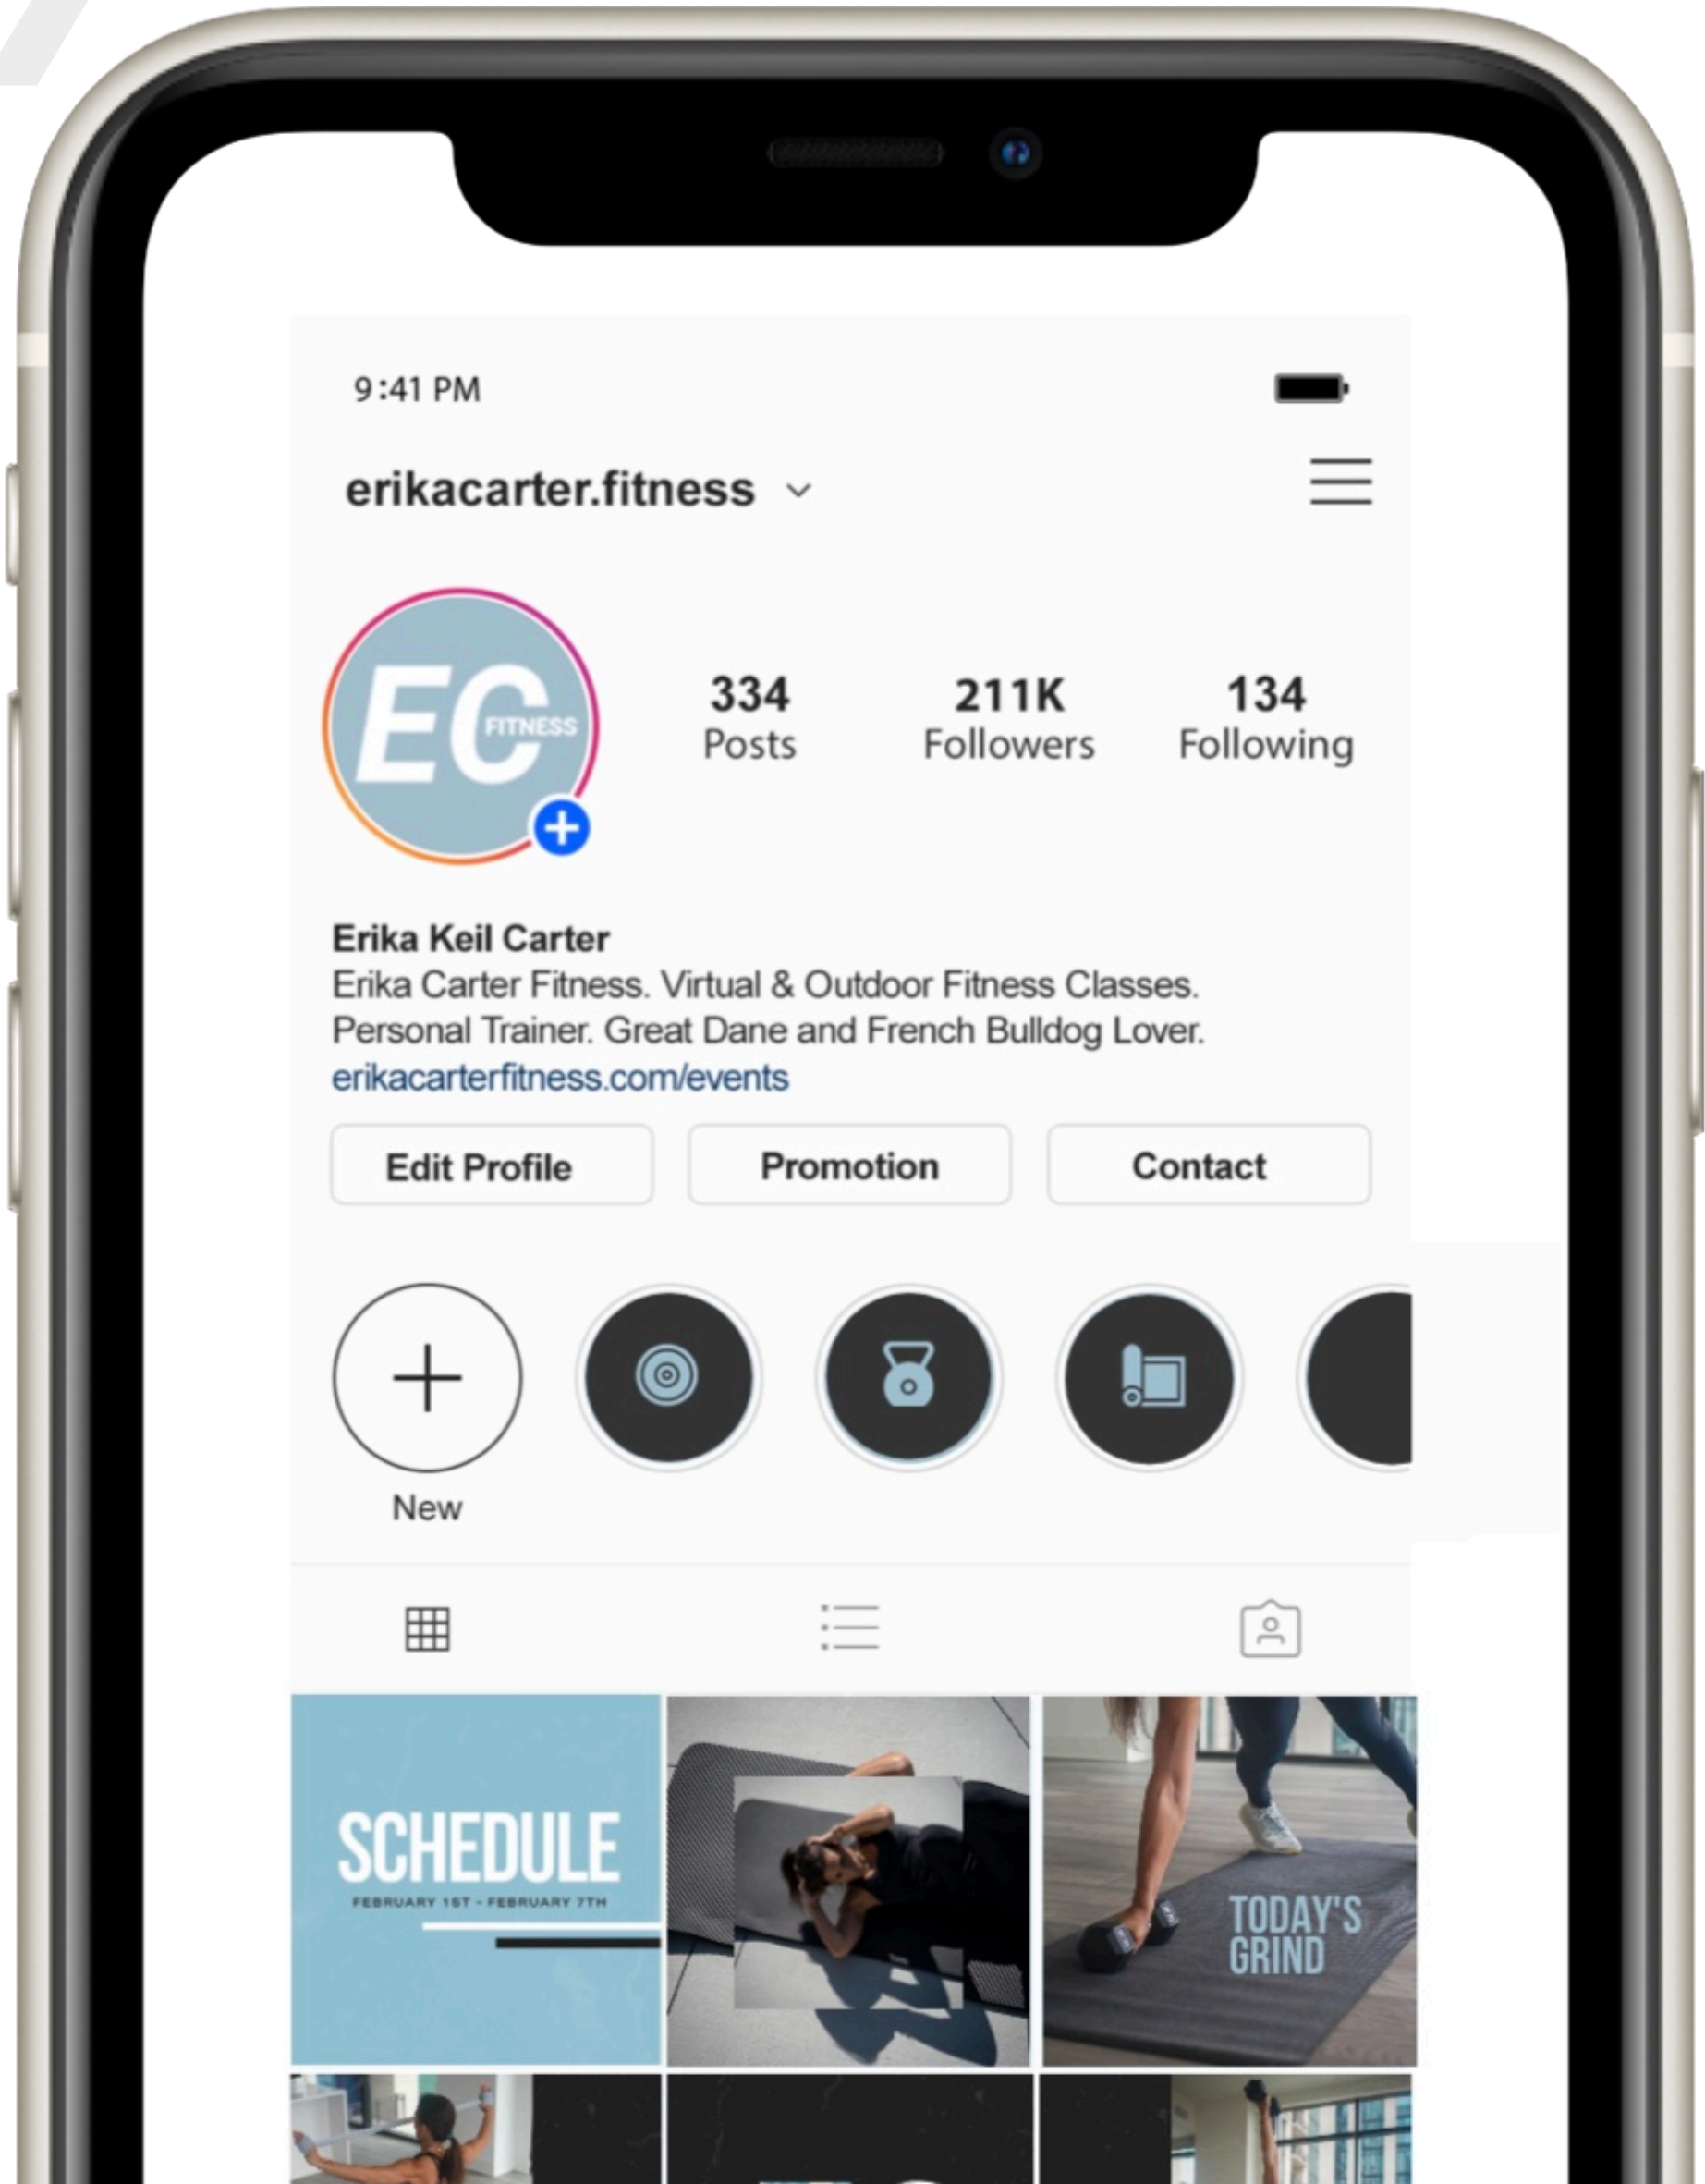 9:41 PM
erikacarter.fitness
EC
FITNESS
334
Posts
211K
Followers
134
Following
Erika Keil Carter
Erika Carter Fitness. Virtual & Outdoor Fitness Classes.
Personal Trainer. Great Dane and French Bulldog Lover.
erikacarterfitness.com/events
Edit Profile
Promotion
Contact
New
SCHEDULE
FEBRUARY 1ST - FEBRUARY 7TH
TODAY'S
GRIND